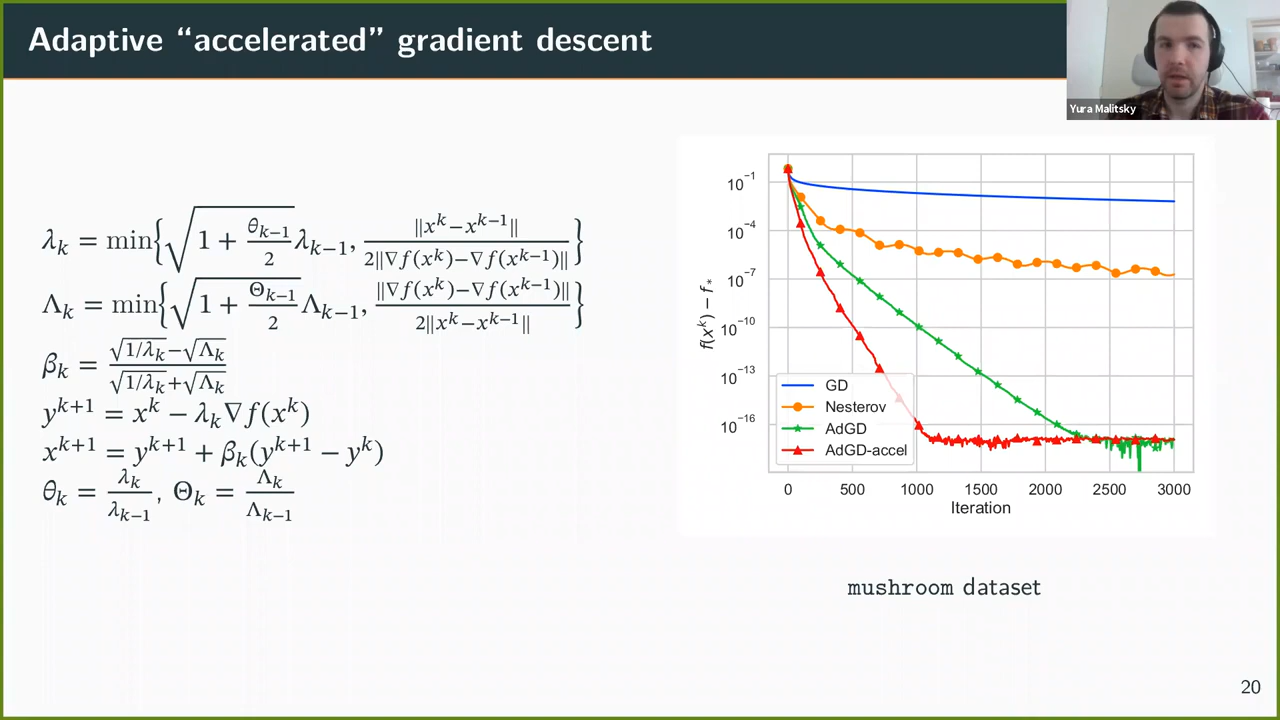 Adaptive “accelerated” gradient descent
Yura Malitsky
λ_k = min{√(1 + θ_{k−1}/2) λ_{k−1}, ‖x^k−x^{k−1}‖ / 2‖∇f(x^k)−∇f(x^{k−1})‖}
Λ_k = min{√(1 + Θ_{k−1}/2) Λ_{k−1}, ‖∇f(x^k)−∇f(x^{k−1})‖ / 2‖x^k−x^{k−1}‖}
β_k = (√(1/λ_k)−√(Λ_k)) / (√(1/λ_k)+√(Λ_k))
y^{k+1} = x^k − λ_k∇f(x^k)
x^{k+1} = y^{k+1} + β_k(y^{k+1} − y^k)
θ_k = λ_k/λ_{k−1}, Θ_k = Λ_k/Λ_{k−1}
f(x^k) − f_*
10^{−1}
10^{−4}
10^{−7}
10^{−10}
10^{−13}
10^{−16}
GD
Nesterov
AdGD
AdGD-accel
0 500 1000 1500 2000 2500 3000
Iteration
mushroom dataset
20